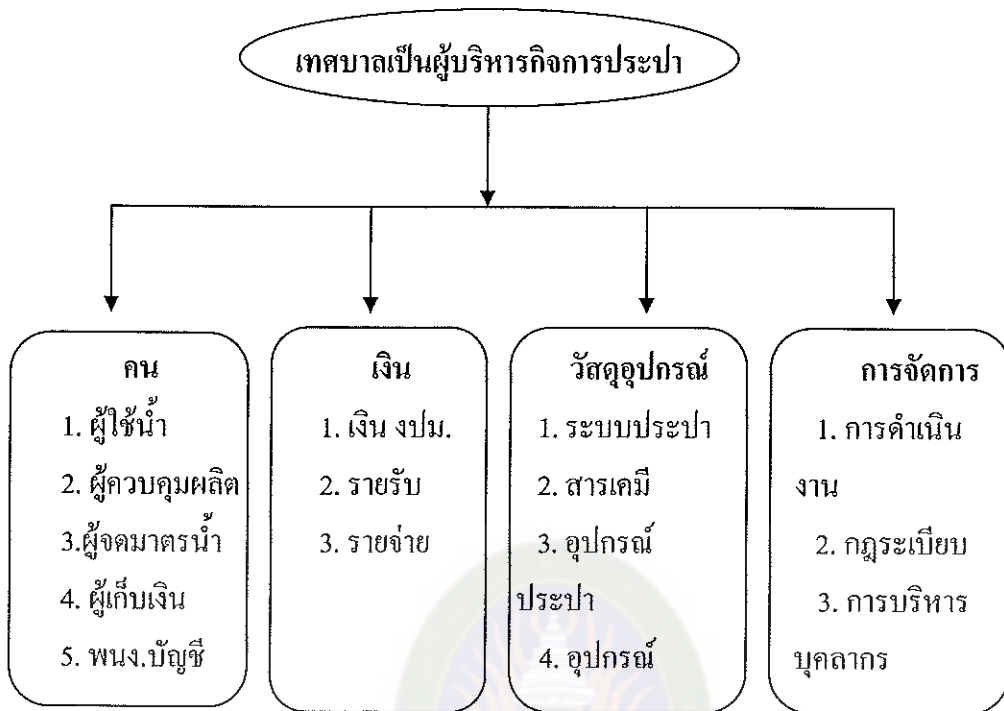 เทศบาลเป็นผู้บริหารกิจการประปา
คน
1. ผู้ใช้น้ำ
2. ผู้ควบคุมผลิต
3.ผู้จดมาตรน้ำ
4. ผู้เก็บเงิน
5. พนง.บัญชี
เงิน
1. เงิน งปม.
2. รายรับ
3. รายจ่าย
วัสดุอุปกรณ์
1. ระบบประปา
2. สารเคมี
3. อุปกรณ์
ประปา
4. อุปกรณ์
การจัดการ
1. การดำเนิน
งาน
2. กฎระเบียบ
3. การบริหาร
บุคลากร